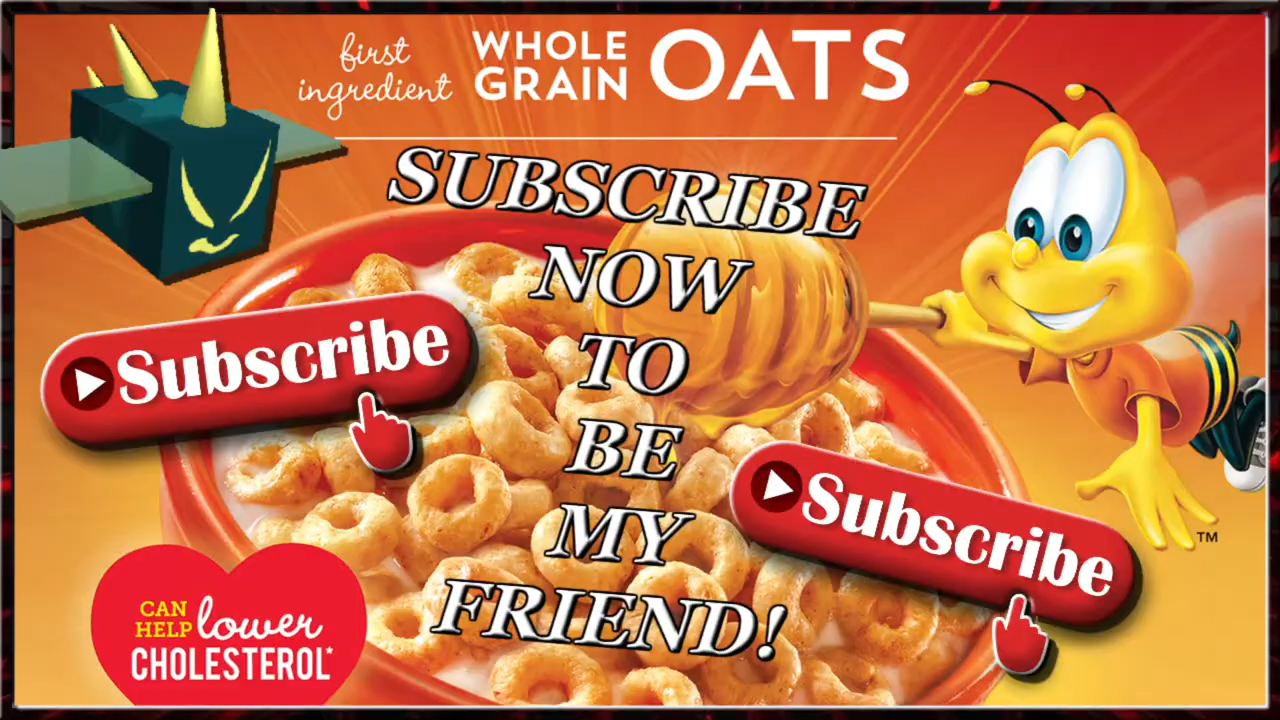 first
ingredient
WHOLE
GRAIN
OATS
SUBSCRIBE
NOW
TO
BE
MY
FRIEND!
Subscribe
Subscribe
CAN
HELP lower
CHOLESTEROL*
TM